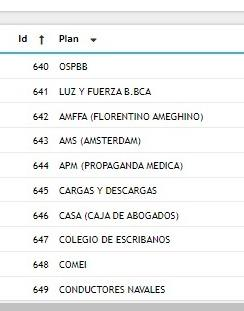 Id ↑ Plan
640 OSPBB
641 LUZ Y FUERZA B.BCA
642 AMFFA (FLORENTINO AMEGHINO)
643 AMS (AMSTERDAM)
644 APM (PROPAGANDA MEDICA)
645 CARGAS Y DESCARGAS
646 CASA (CAJA DE ABOGADOS)
647 COLEGIO DE ESCRIBANOS
648 COMEI
649 CONDUCTORES NAVALES